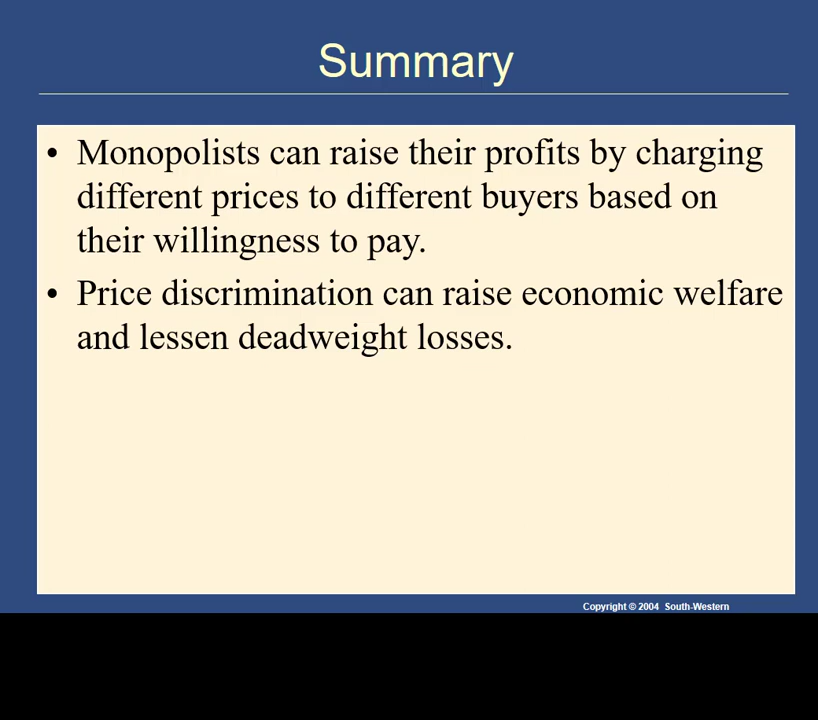 Summary
• Monopolists can raise their profits by charging
different prices to different buyers based on
their willingness to pay.
• Price discrimination can raise economic welfare
and lessen deadweight losses.
Copyright © 2004 South-Western